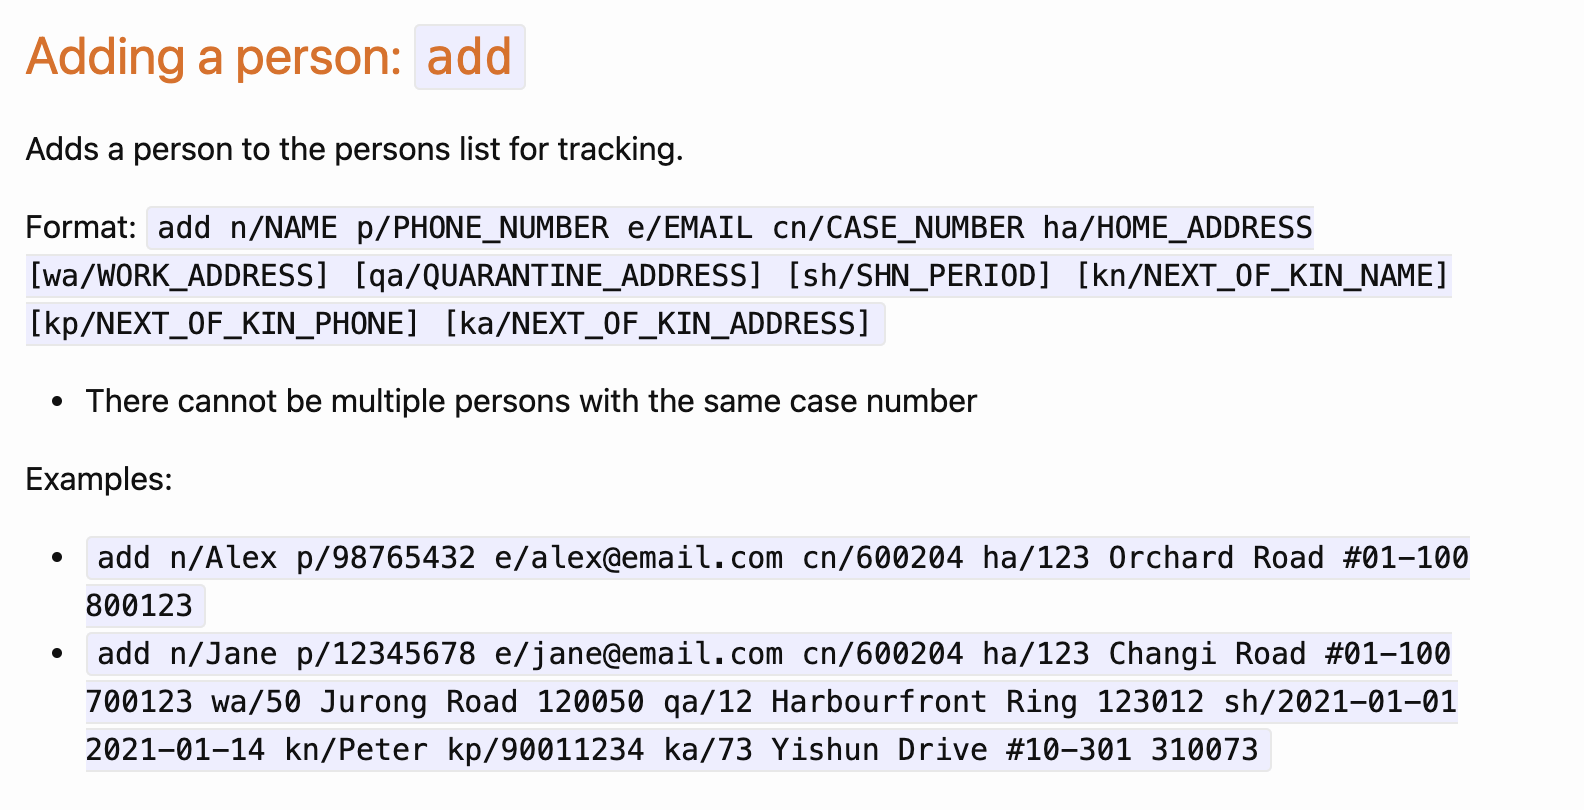 Adding a person: add
Adds a person to the persons list for tracking.
Format: add n/NAME p/PHONE_NUMBER e/EMAIL cn/CASE_NUMBER ha/HOME_ADDRESS
[wa/WORK_ADDRESS] [qa/QUARANTINE_ADDRESS] [sh/SHN_PERIOD] [kn/NEXT_OF_KIN_NAME]
[kp/NEXT_OF_KIN_PHONE] [ka/NEXT_OF_KIN_ADDRESS]
• There cannot be multiple persons with the same case number
Examples:
• add n/Alex p/98765432 e/alex@email.com cn/600204 ha/123 Orchard Road #01-100
800123
• add n/Jane p/12345678 e/jane@email.com cn/600204 ha/123 Changi Road #01-100
700123 wa/50 Jurong Road 120050 qa/12 Harbourfront Ring 123012 sh/2021-01-01
2021-01-14 kn/Peter kp/90011234 ka/73 Yishun Drive #10-301 310073